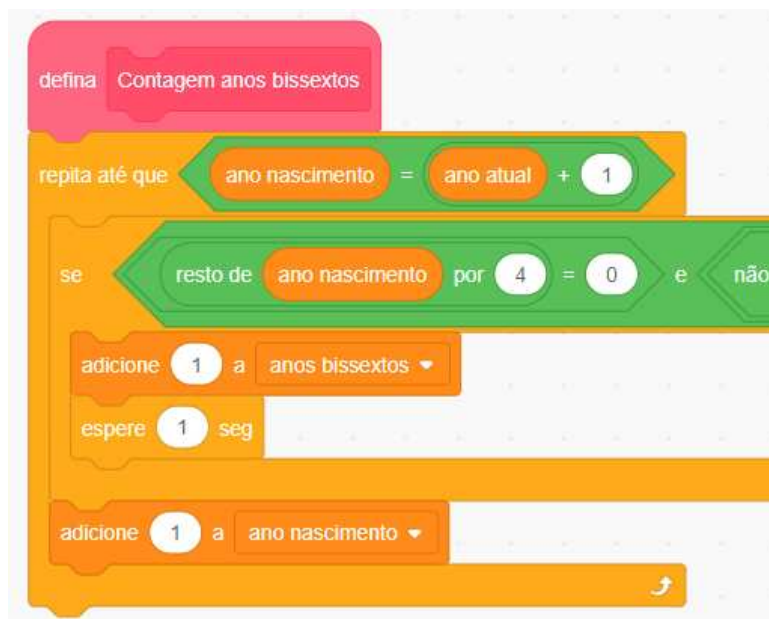 defina Contagem anos bissextos
repita até que ano nascimento = ano atual + 1
se resto de ano nascimento por 4 = 0 e não
adicione 1 a anos bissextos
espere 1 seg
adicione 1 a ano nascimento